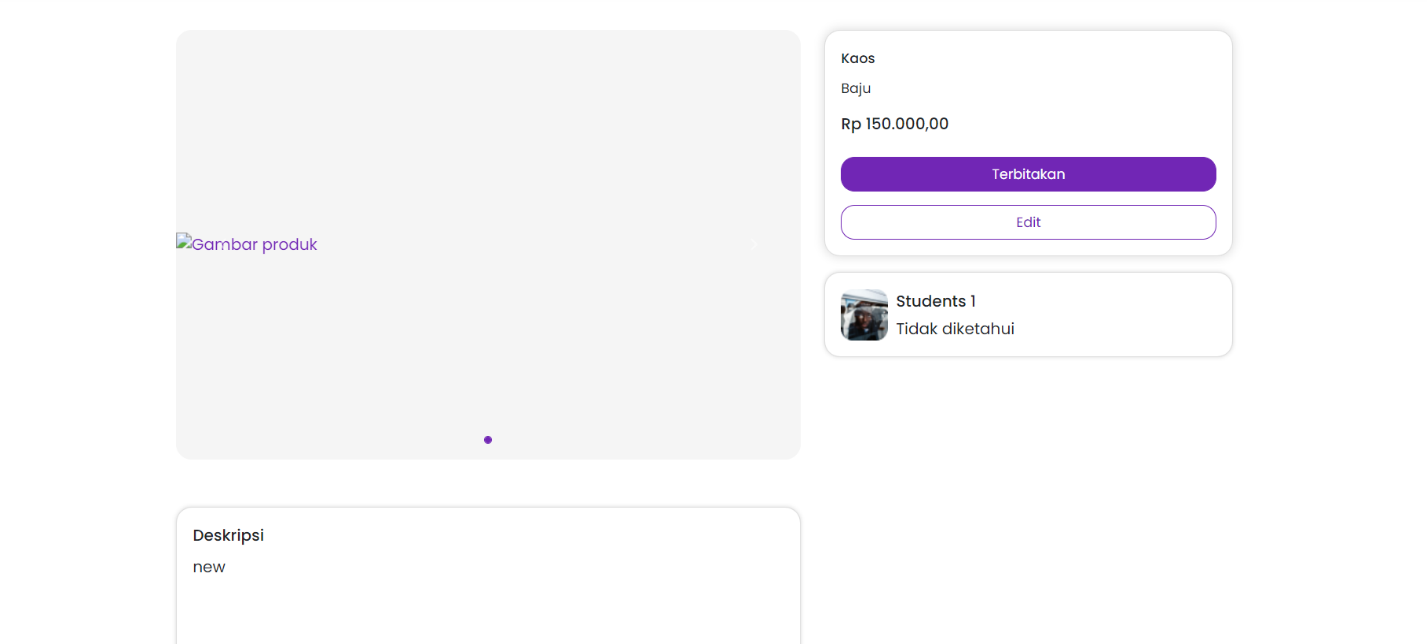 Gambar produk
Kaos
Baju
Rp 150.000,00
Terbitakan
Edit
Students 1
Tidak diketahui
Deskripsi
new